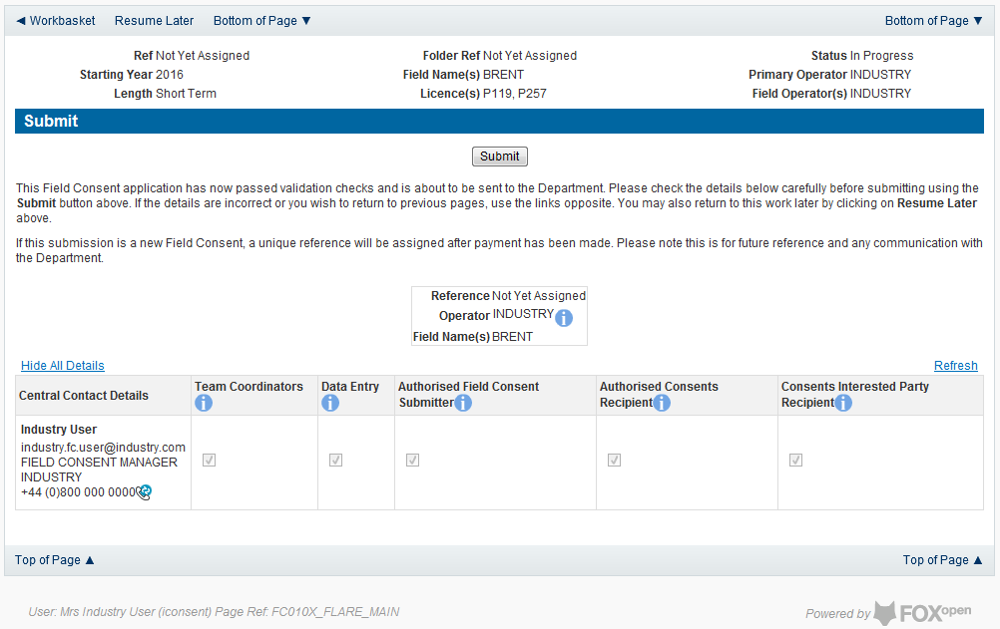 ◄ Workbasket Resume Later Bottom of Page ▼ Bottom of Page ▼
Ref Not Yet Assigned Folder Ref Not Yet Assigned Status In Progress
Starting Year 2016 Field Name(s) BRENT Primary Operator INDUSTRY
Length Short Term Licence(s) P119, P257 Field Operator(s) INDUSTRY
Submit
Submit
This Field Consent application has now passed validation checks and is about to be sent to the Department. Please check the details below carefully before submitting using the
Submit button above. If the details are incorrect or you wish to return to previous pages, use the links opposite. You may also return to this work later by clicking on Resume Later
above.
If this submission is a new Field Consent, a unique reference will be assigned after payment has been made. Please note this is for future reference and any communication with
the Department.
Reference Not Yet Assigned
Operator INDUSTRY i
Field Name(s) BRENT
Hide All Details Refresh
Central Contact Details
Team Coordinators
i
Data Entry
i
Authorised Field Consent
Submitter i
Authorised Consents
Recipient i
Consents Interested Party
Recipient i
Industry User
industry.fc.user@industry.com
FIELD CONSENT MANAGER
INDUSTRY
+44 (0)800 000 0000
Top of Page ▲ Top of Page ▲
User: Mrs Industry User (iconsent) Page Ref: FC010X_FLARE_MAIN Powered by FOXopen